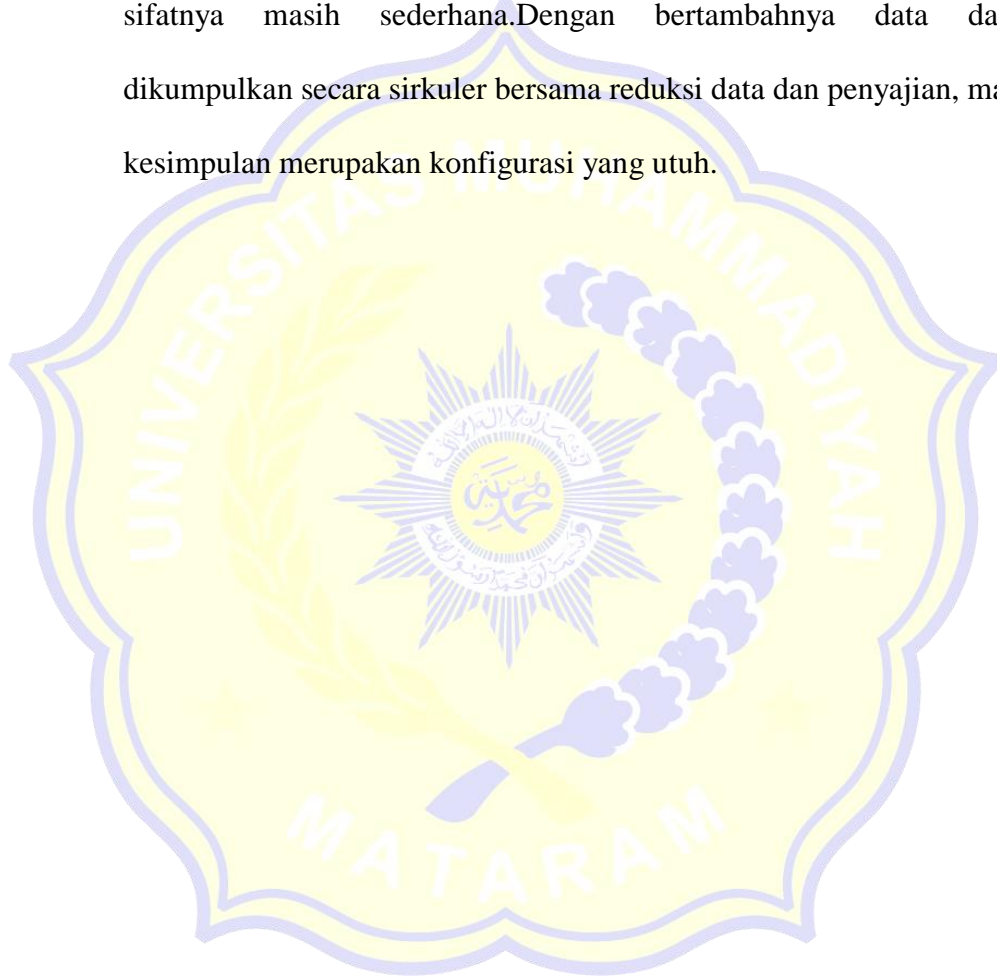 sifatnya masih sederhana.Dengan bertambahnya data da
dikumpulkan secara sirkuler bersama reduksi data dan penyajian, ma
kesimpulan merupakan konfigurasi yang utuh.
UNIVERSITAS MUHAMMADIYAH
MATARAM